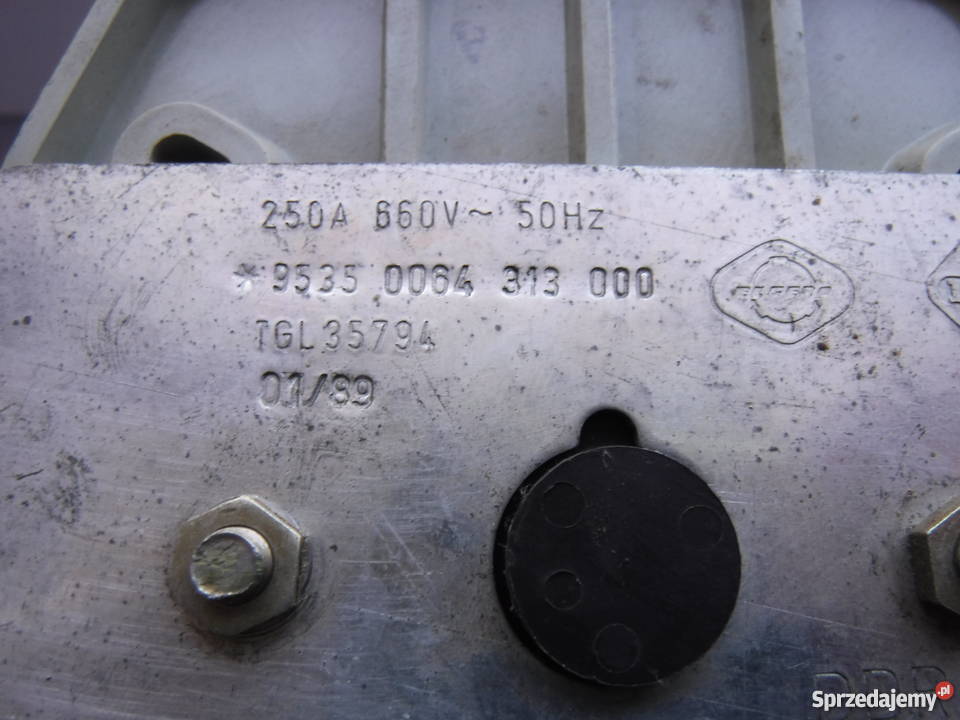 250A 660V~ 50Hz
*9535 0064 313 000
TGL 35794
01/89
Sprzedajemy.pl